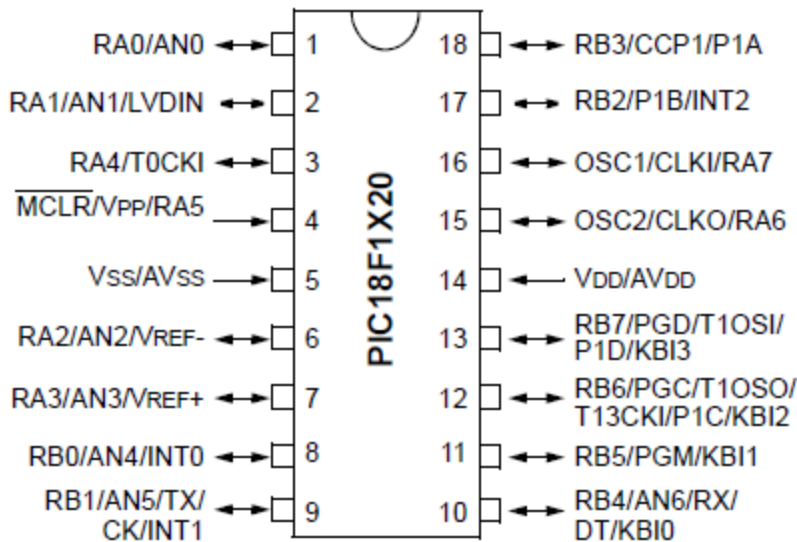 RA0/AN0 1 18 RB3/CCP1/P1A
RA1/AN1/LVDIN 2 17 RB2/P1B/INT2
RA4/T0CKI 3 16 OSC1/CLKI/RA7
MCLR/VPP/RA5 4 15 OSC2/CLKO/RA6
VSS/AVSS 5 14 VDD/AVDD
RA2/AN2/VREF- 6 13 RB7/PGD/T1OSI/
P1D/KBI3
RA3/AN3/VREF+ 7 12 RB6/PGC/T1OSO/
T13CKI/P1C/KBI2
RB0/AN4/INT0 8 11 RB5/PGM/KBI1
RB1/AN5/TX/
CK/INT1 9 10 RB4/AN6/RX/
DT/KBI0
PIC18F1X20